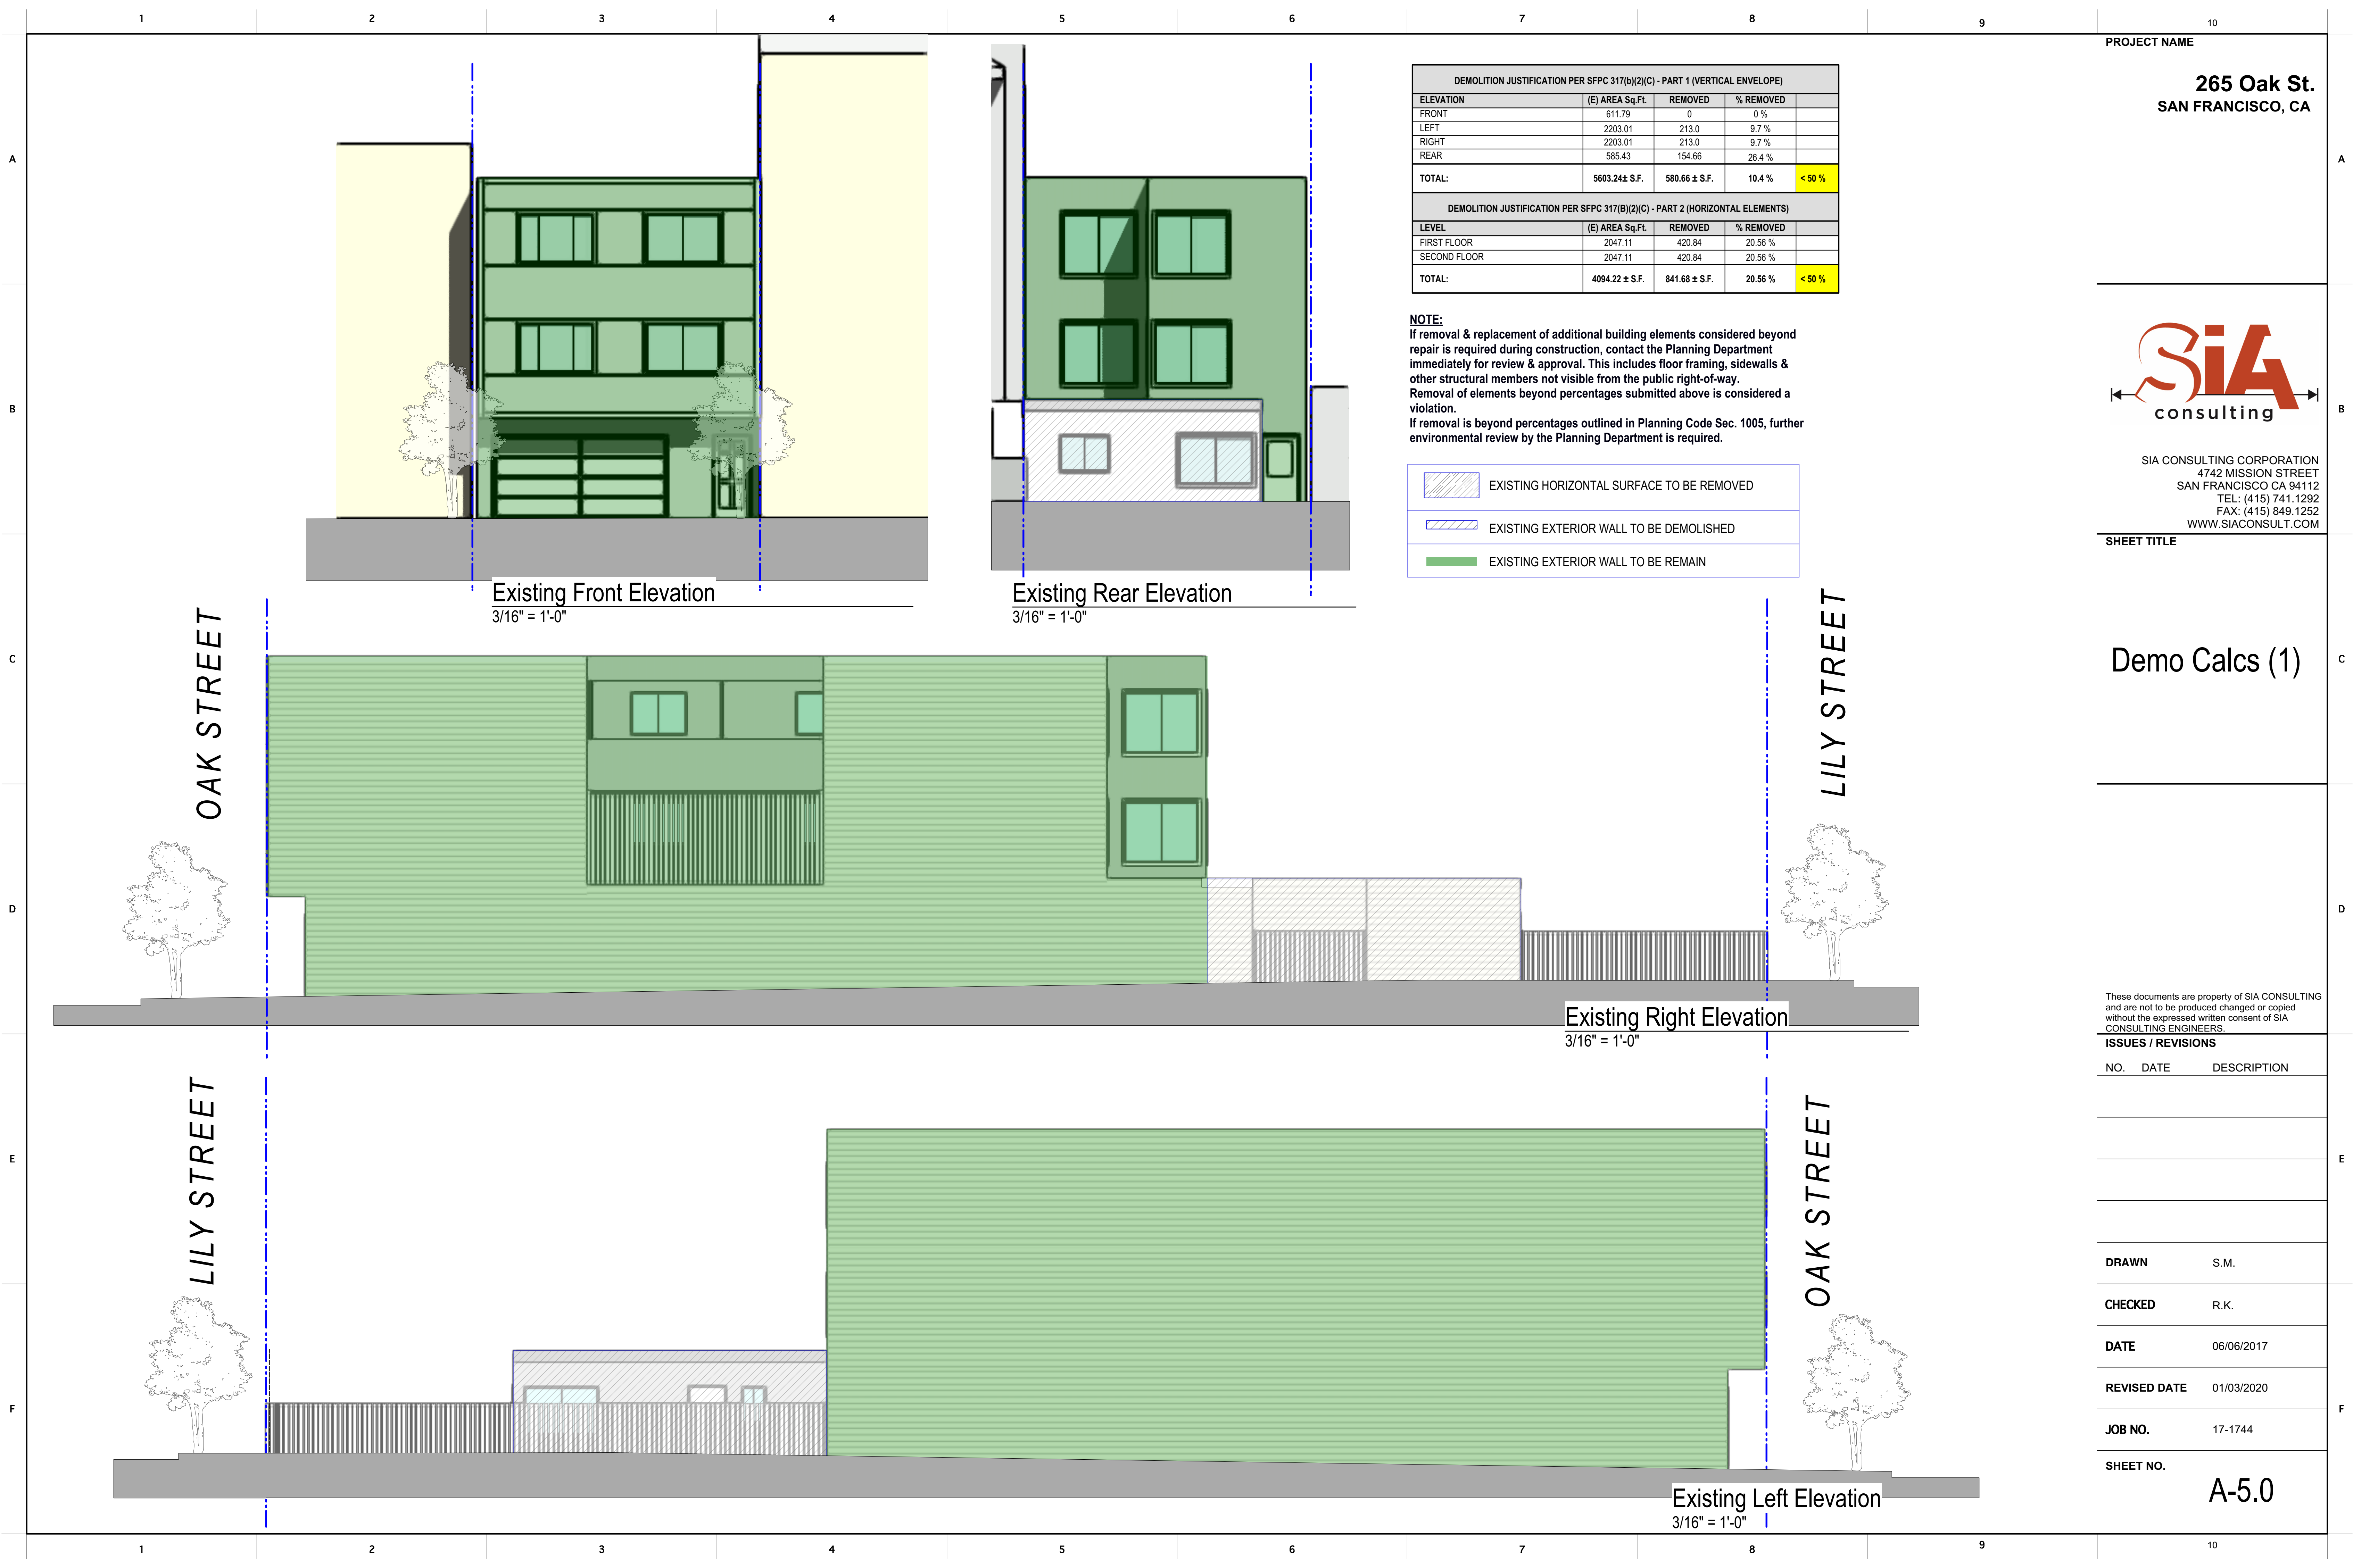 1 2 3 4 5 6 7 8 9 10
PROJECT NAME
265 Oak St.
SAN FRANCISCO, CA
DEMOLITION JUSTIFICATION PER SFPC 317(b)(2)(C) - PART 1 (VERTICAL ENVELOPE)
ELEVATION (E) AREA Sq.Ft. REMOVED % REMOVED
FRONT 611.79 0 0 %
LEFT 2203.01 213.0 9.7 %
RIGHT 2203.01 213.0 9.7 %
REAR 585.43 154.66 26.4 %
TOTAL: 5603.24± S.F. 580.66 ± S.F. 10.4 % < 50 %
DEMOLITION JUSTIFICATION PER SFPC 317(B)(2)(C) - PART 2 (HORIZONTAL ELEMENTS)
LEVEL (E) AREA Sq.Ft. REMOVED % REMOVED
FIRST FLOOR 2047.11 420.84 20.56 %
SECOND FLOOR 2047.11 420.84 20.56 %
TOTAL: 4094.22 ± S.F. 841.68 ± S.F. 20.56 % < 50 %
NOTE:
If removal & replacement of additional building elements considered beyond
repair is required during construction, contact the Planning Department
immediately for review & approval. This includes floor framing, sidewalls &
other structural members not visible from the public right-of-way.
Removal of elements beyond percentages submitted above is considered a
violation.
If removal is beyond percentages outlined in Planning Code Sec. 1005, further
environmental review by the Planning Department is required.
EXISTING HORIZONTAL SURFACE TO BE REMOVED
EXISTING EXTERIOR WALL TO BE DEMOLISHED
EXISTING EXTERIOR WALL TO BE REMAIN
Existing Front Elevation
3/16" = 1'-0"
Existing Rear Elevation
3/16" = 1'-0"
OAK STREET
LILY STREET
Existing Right Elevation
3/16" = 1'-0"
LILY STREET
OAK STREET
Existing Left Elevation
3/16" = 1'-0"
SiA
consulting
SIA CONSULTING CORPORATION
4742 MISSION STREET
SAN FRANCISCO CA 94112
TEL: (415) 741.1292
FAX: (415) 849.1252
WWW.SIACONSULT.COM
SHEET TITLE
Demo Calcs (1)
These documents are property of SIA CONSULTING
and are not to be produced changed or copied
without the expressed written consent of SIA
CONSULTING ENGINEERS.
ISSUES / REVISIONS
NO. DATE DESCRIPTION
DRAWN S.M.
CHECKED R.K.
DATE 06/06/2017
REVISED DATE 01/03/2020
JOB NO. 17-1744
SHEET NO.
A-5.0
A A
B B
C C
D D
E E
F F
1 2 3 4 5 6 7 8 9 10